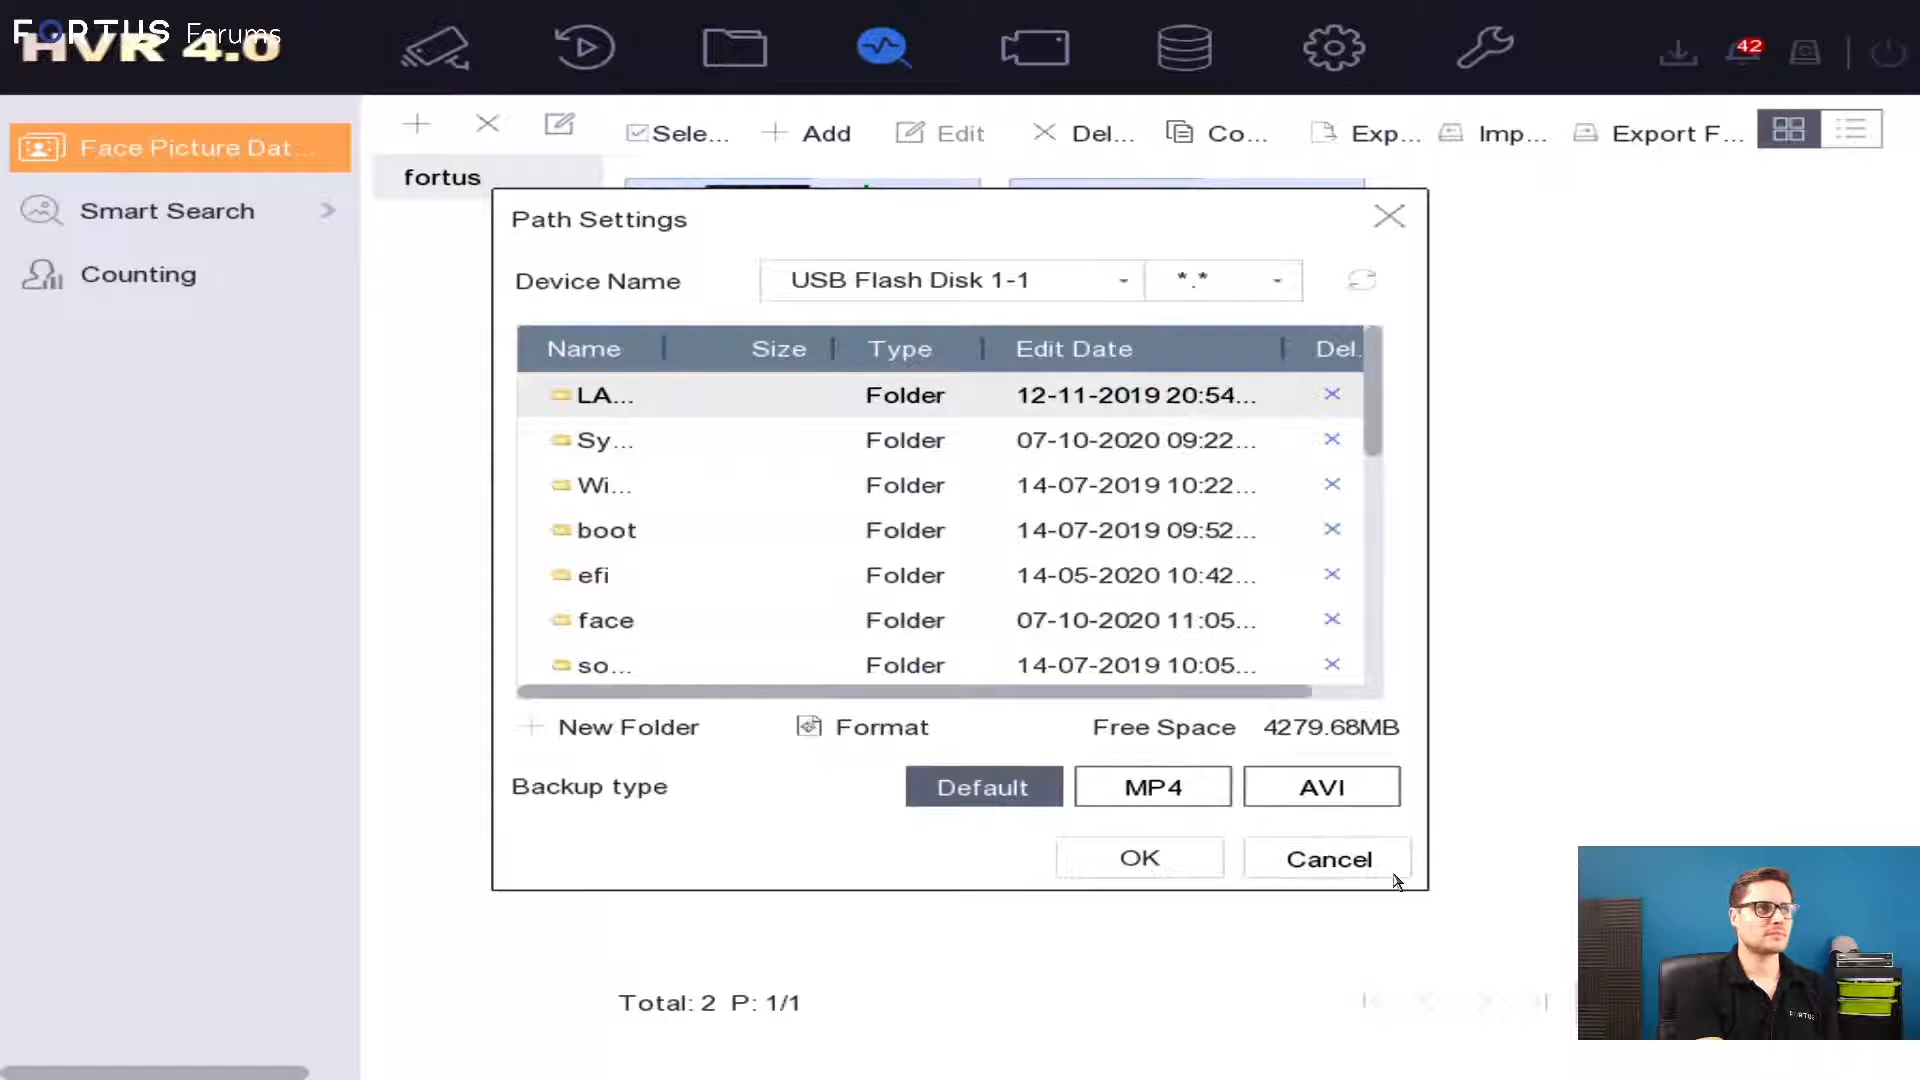 FORTUS Forums
HVR 4.0
42
Face Picture Dat...
Smart Search
Counting
fortus
Sele... Add Edit Del... Co... Exp... Imp... Export F...
Path Settings
Device Name USB Flash Disk 1-1 *.*
Name Size Type Edit Date Del.
LA... Folder 12-11-2019 20:54...
Sy... Folder 07-10-2020 09:22...
Wi... Folder 14-07-2019 10:22...
boot Folder 14-07-2019 09:52...
efi Folder 14-05-2020 10:42...
face Folder 07-10-2020 11:05...
so... Folder 14-07-2019 10:05...
New Folder Format Free Space 4279.68MB
Backup type Default MP4 AVI
OK Cancel
Total: 2 P: 1/1
FORTUS